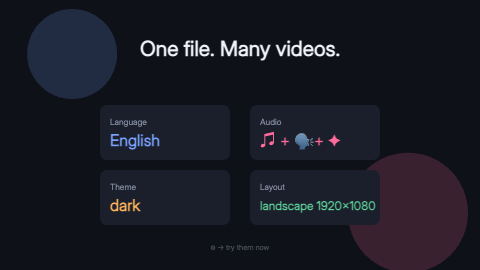 One file. Many videos.
Language
English
Audio
🎵 + 🗣️ + ✦
Theme
dark
Layout
landscape 1920×1080
→ try them now